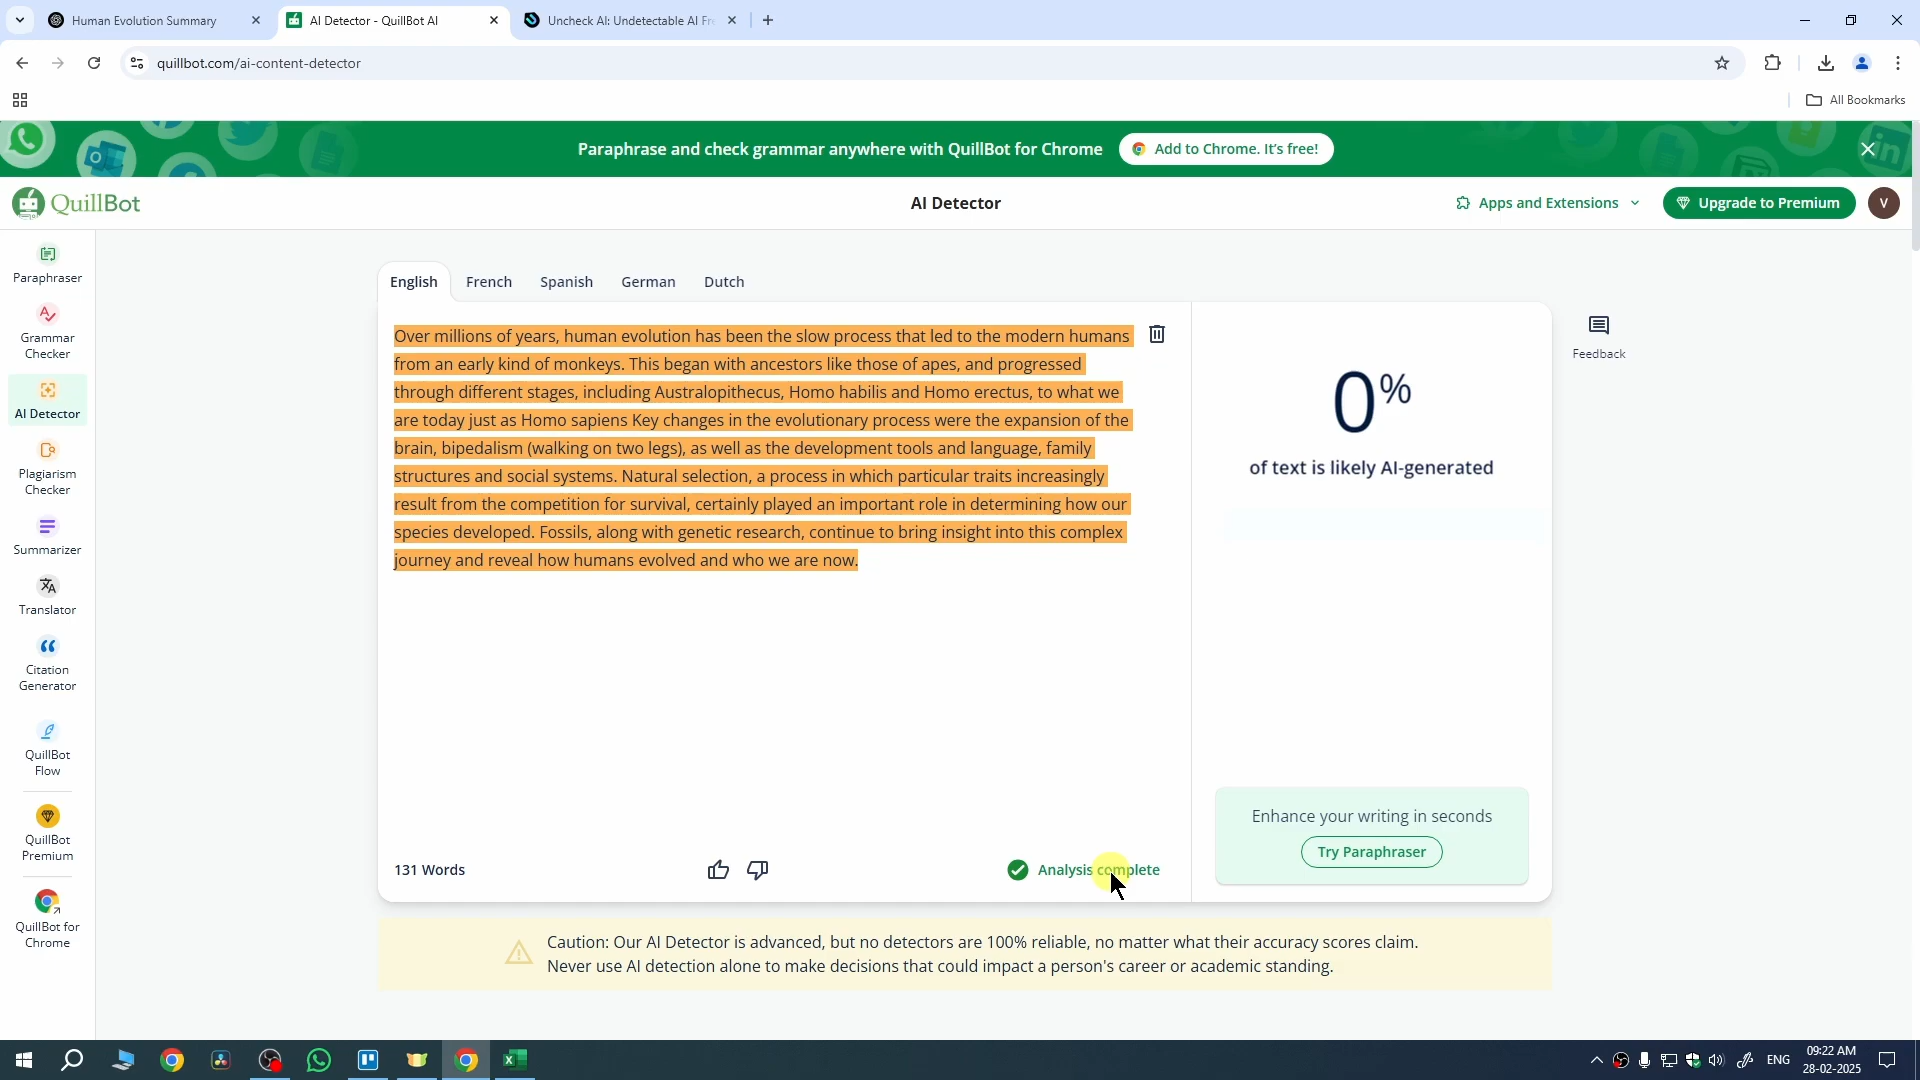 Human Evolution Summary
AI Detector - QuillBot AI
Uncheck AI: Undetectable AI Fr
quillbot.com/ai-content-detector
All Bookmarks
Paraphrase and check grammar anywhere with QuillBot for Chrome
Add to Chrome. It's free!
QuillBot
AI Detector
Apps and Extensions
Upgrade to Premium
V
Paraphraser
Grammar
Checker
AI Detector
Plagiarism
Checker
Summarizer
Translator
Citation
Generator
QuillBot
Flow
QuillBot
Premium
QuillBot for
Chrome
English
French
Spanish
German
Dutch
Over millions of years, human evolution has been the slow process that led to the modern humans
from an early kind of monkeys. This began with ancestors like those of apes, and progressed
through different stages, including Australopithecus, Homo habilis and Homo erectus, to what we
are today just as Homo sapiens Key changes in the evolutionary process were the expansion of the
brain, bipedalism (walking on two legs), as well as the development tools and language, family
structures and social systems. Natural selection, a process in which particular traits increasingly
result from the competition for survival, certainly played an important role in determining how our
species developed. Fossils, along with genetic research, continue to bring insight into this complex
journey and reveal how humans evolved and who we are now.
131 Words
Analysis complete
0%
of text is likely AI-generated
Enhance your writing in seconds
Try Paraphraser
Feedback
Caution: Our AI Detector is advanced, but no detectors are 100% reliable, no matter what their accuracy scores claim.
Never use AI detection alone to make decisions that could impact a person's career or academic standing.
ENG
09:22 AM
28-02-2025